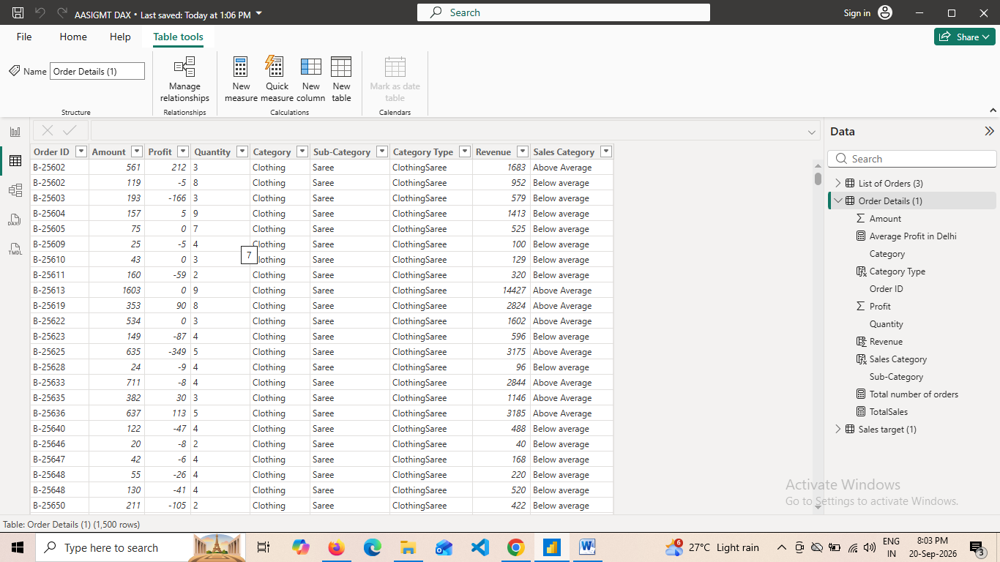 AASIGMT DAX • Last saved: Today at 1:06 PM
Search
Sign in
File Home Help Table tools
Share
Name Order Details (1)
Manage relationships
New measure
Quick measure
New column
New table
Mark as date table
Structure
Relationships
Calculations
Calendars
Order ID Amount Profit Quantity Category Sub-Category Category Type Revenue Sales Category
B-25602 561 212 3 Clothing Saree ClothingSaree 1683 Above Average
B-25602 119 -5 8 Clothing Saree ClothingSaree 952 Below average
B-25603 193 -166 3 Clothing Saree ClothingSaree 579 Below average
B-25604 157 5 9 Clothing Saree ClothingSaree 1413 Below average
B-25605 75 0 7 Clothing Saree ClothingSaree 525 Below average
B-25609 25 -5 4 Clothing Saree ClothingSaree 100 Below average
7
B-25610 43 0 3 lothing Saree ClothingSaree 129 Below average
B-25611 160 -59 2 Clothing Saree ClothingSaree 320 Below average
B-25613 1603 0 9 Clothing Saree ClothingSaree 14427 Above Average
B-25619 353 90 8 Clothing Saree ClothingSaree 2824 Above Average
B-25622 534 0 3 Clothing Saree ClothingSaree 1602 Above Average
B-25623 149 -87 4 Clothing Saree ClothingSaree 596 Below average
B-25625 635 -349 5 Clothing Saree ClothingSaree 3175 Above Average
B-25628 24 -9 4 Clothing Saree ClothingSaree 96 Below average
B-25633 711 -8 4 Clothing Saree ClothingSaree 2844 Above Average
B-25635 382 30 3 Clothing Saree ClothingSaree 1146 Above Average
B-25636 637 113 5 Clothing Saree ClothingSaree 3185 Above Average
B-25640 122 -47 4 Clothing Saree ClothingSaree 488 Below average
B-25646 20 -8 2 Clothing Saree ClothingSaree 40 Below average
B-25647 42 -6 4 Clothing Saree ClothingSaree 168 Below average
B-25648 55 -26 4 Clothing Saree ClothingSaree 220 Below average
B-25648 130 -41 4 Clothing Saree ClothingSaree 520 Below average
B-25650 211 -105 2 Clothing Saree ClothingSaree 422 Below average
Data
Search
List of Orders (3)
Order Details (1)
Amount
Average Profit in Delhi
Category
Category Type
Order ID
Profit
Quantity
Revenue
Sales Category
Sub-Category
Total number of orders
TotalSales
Sales target (1)
DAX
TMDL
Activate Windows
Go to Settings to activate Windows.
Table: Order Details (1) (1,500 rows)
Type here to search
6
27°C Light rain
ENG
IN
8:03 PM
20-Sep-2026
3